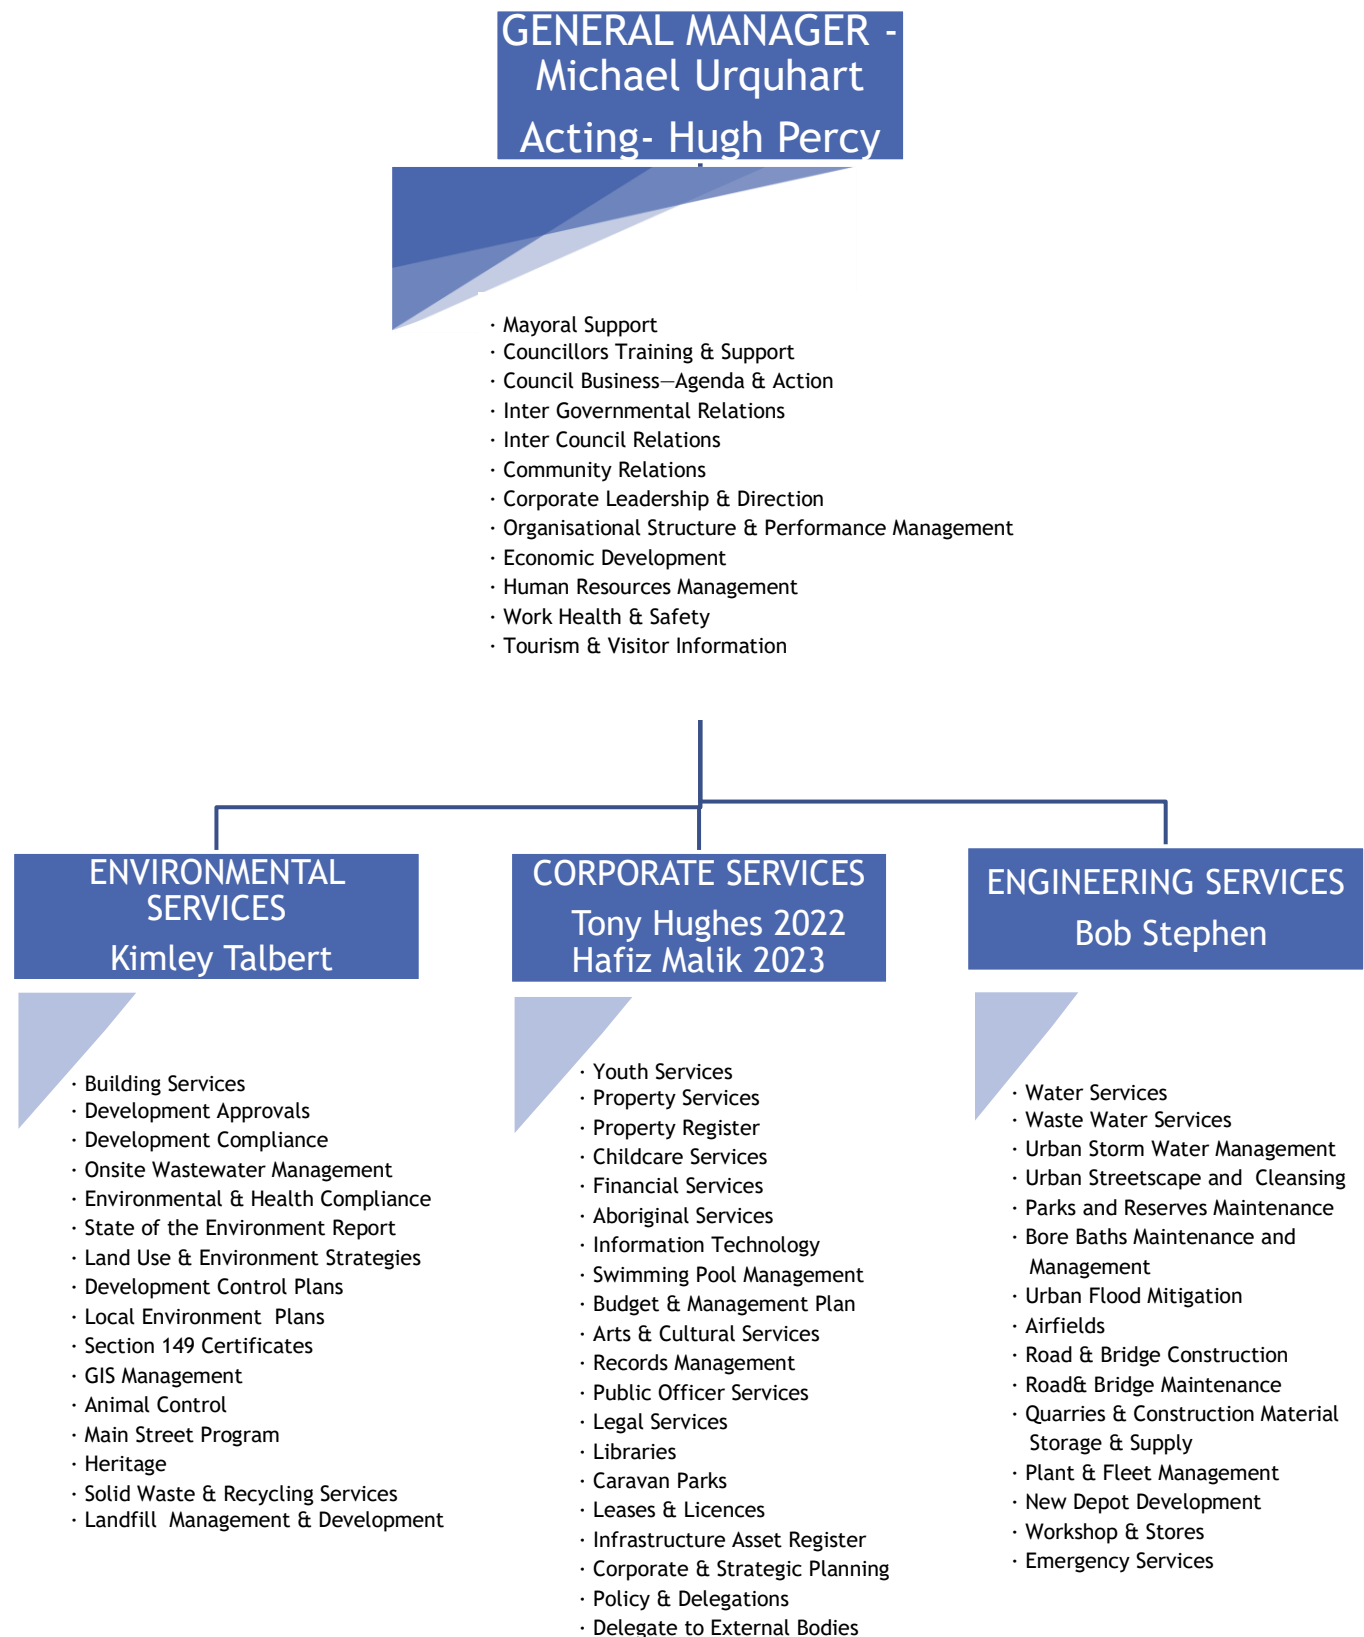 GENERAL MANAGER -
Michael Urquhart
Acting- Hugh Percy
· Mayoral Support
· Councillors Training & Support
· Council Business—Agenda & Action
· Inter Governmental Relations
· Inter Council Relations
· Community Relations
· Corporate Leadership & Direction
· Organisational Structure & Performance Management
· Economic Development
· Human Resources Management
· Work Health & Safety
· Tourism & Visitor Information
ENVIRONMENTAL
SERVICES
Kimley Talbert
· Building Services
· Development Approvals
· Development Compliance
· Onsite Wastewater Management
· Environmental & Health Compliance
· State of the Environment Report
· Land Use & Environment Strategies
· Development Control Plans
· Local Environment  Plans
· Section 149 Certificates
· GIS Management
· Animal Control
· Main Street Program
· Heritage
· Solid Waste & Recycling Services
· Landfill  Management & Development
CORPORATE SERVICES
Tony Hughes 2022
Hafiz Malik 2023
· Youth Services
· Property Services
· Property Register
· Childcare Services
· Financial Services
· Aboriginal Services
· Information Technology
· Swimming Pool Management
· Budget & Management Plan
· Arts & Cultural Services
· Records Management
· Public Officer Services
· Legal Services
· Libraries
· Caravan Parks
· Leases & Licences
· Infrastructure Asset Register
· Corporate & Strategic Planning
· Policy & Delegations
· Delegate to External Bodies
ENGINEERING SERVICES
Bob Stephen
· Water Services
· Waste Water Services
· Urban Storm Water Management
· Urban Streetscape and  Cleansing
· Parks and Reserves Maintenance
· Bore Baths Maintenance and
Management
· Urban Flood Mitigation
· Airfields
· Road & Bridge Construction
· Road& Bridge Maintenance
· Quarries & Construction Material
Storage & Supply
· Plant & Fleet Management
· New Depot Development
· Workshop & Stores
· Emergency Services